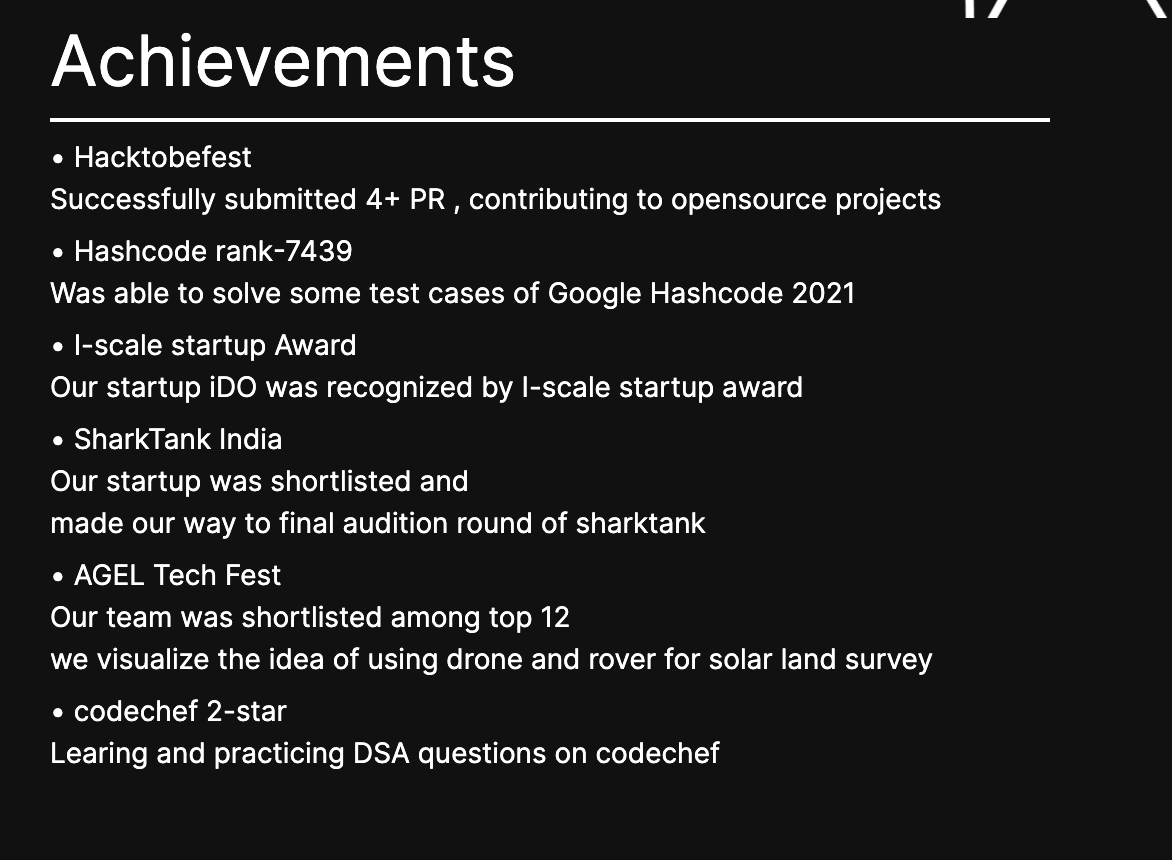 Achievements
• Hacktobefest
Successfully submitted 4+ PR , contributing to opensource projects
• Hashcode rank-7439
Was able to solve some test cases of Google Hashcode 2021
• I-scale startup Award
Our startup iDO was recognized by I-scale startup award
• SharkTank India
Our startup was shortlisted and
made our way to final audition round of sharktank
• AGEL Tech Fest
Our team was shortlisted among top 12
we visualize the idea of using drone and rover for solar land survey
• codechef 2-star
Learing and practicing DSA questions on codechef